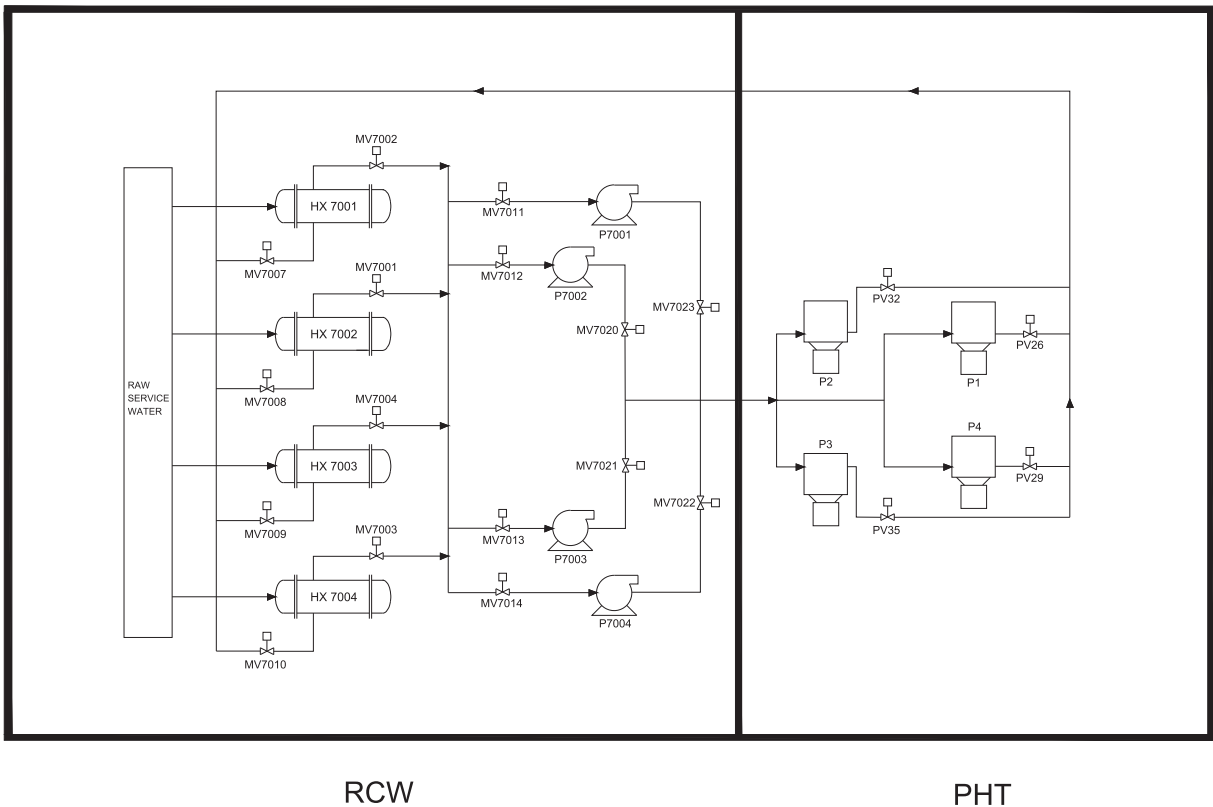 MV7002
HX 7001
MV7011
P7001
MV7007
MV7001
MV7012
P7002
HX 7002
MV7020
MV7023
PV32
P2
PV26
P1
MV7008
RAW
SERVICE
WATER
MV7004
HX 7003
MV7021
P3
P4
PV29
MV7022
PV35
MV7009
MV7013
P7003
MV7003
HX 7004
MV7014
P7004
MV7010
RCW
PHT